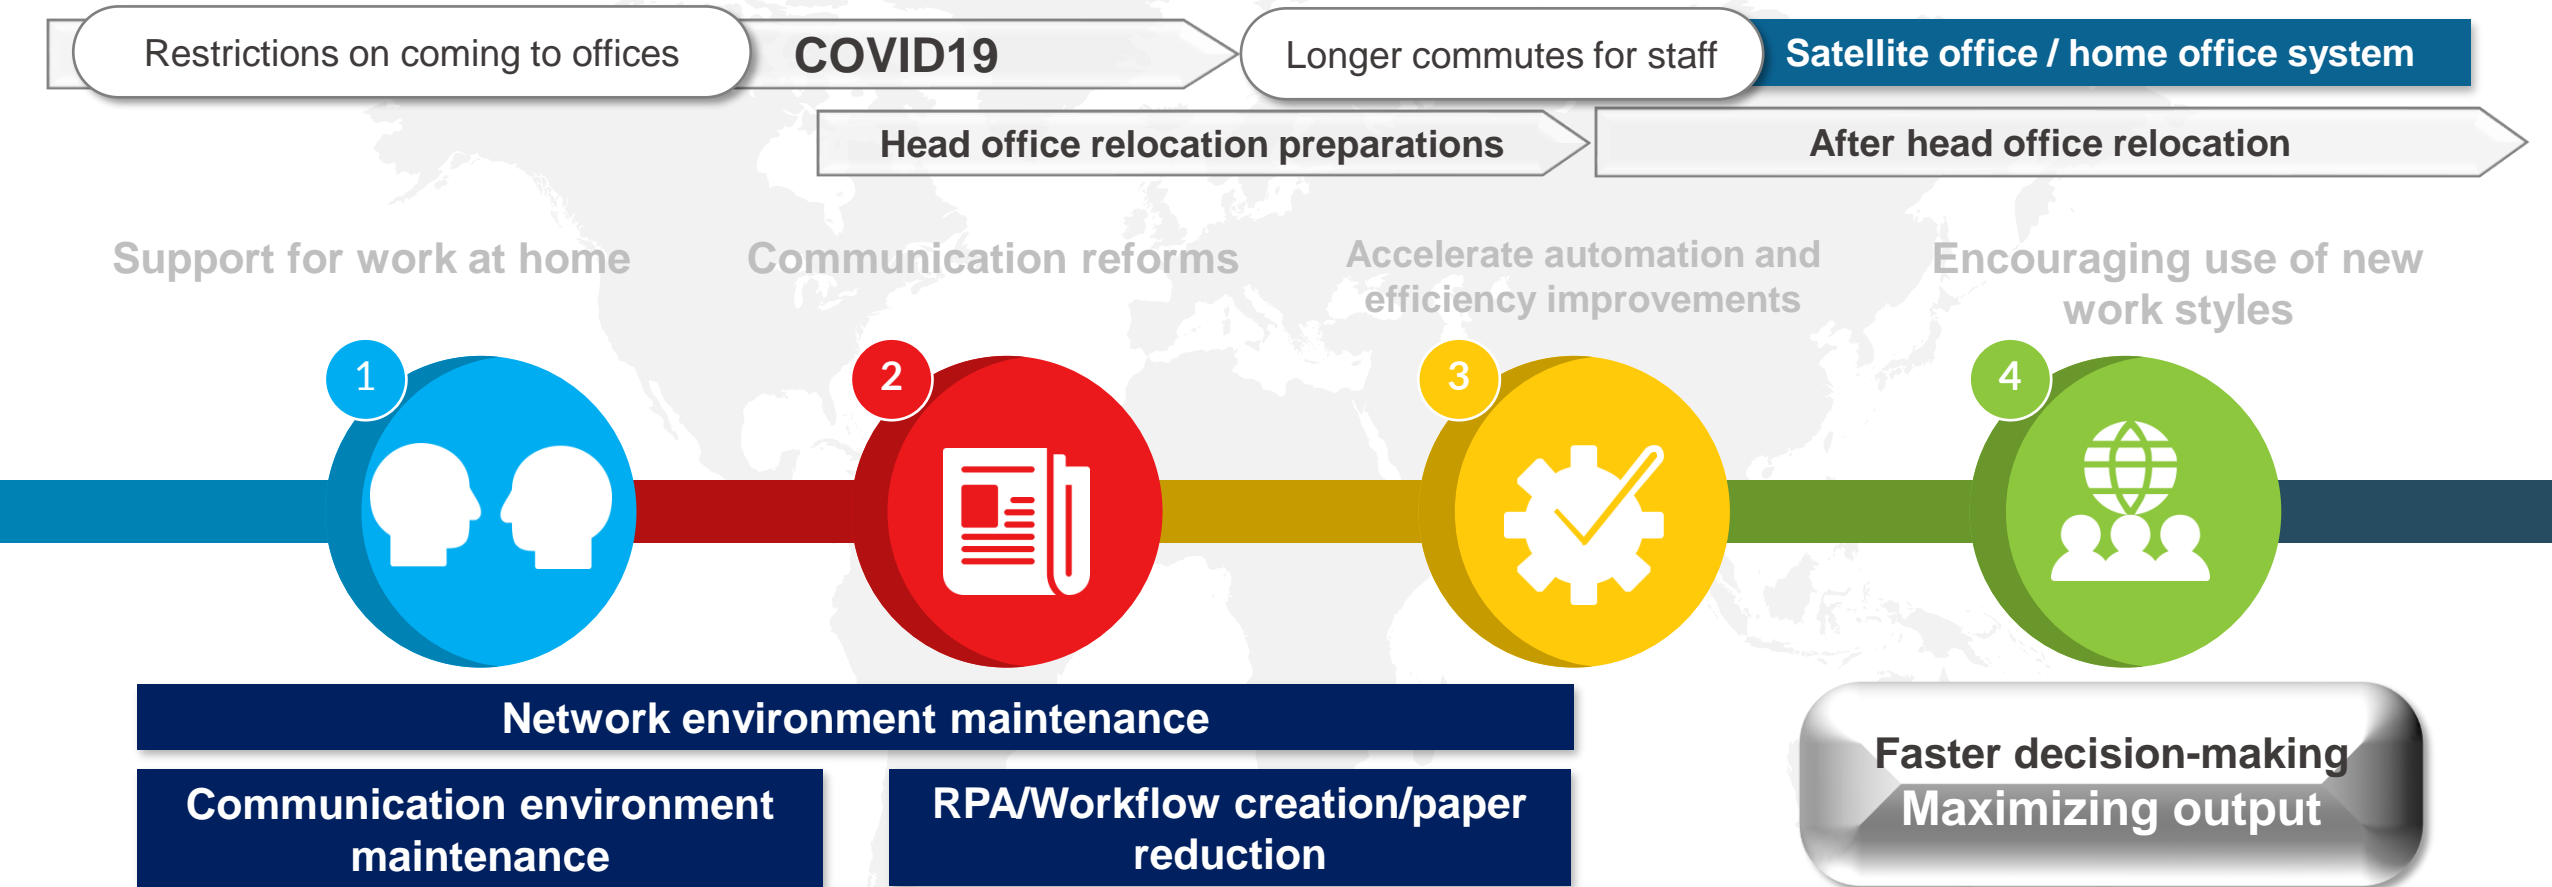 Restrictions on coming to offices
COVID19
Longer commutes for staff
Satellite office / home office system
Head office relocation preparations
After head office relocation
Support for work at home
Communication reforms
Accelerate automation and
efficiency improvements
Encouraging use of new
work styles
1
2
3
4
Network environment maintenance
Communication environment
maintenance
RPA/Workflow creation/paper
reduction
Faster decision-making
Maximizing output